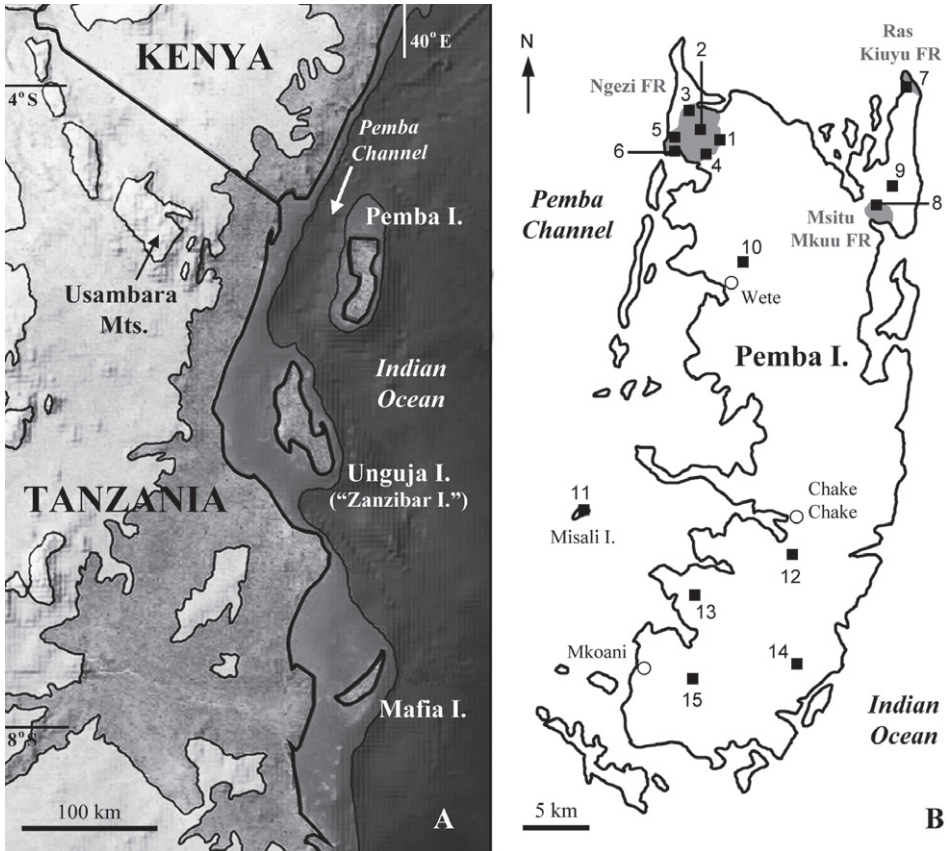 KENYA
40° E
4° S
Pemba
Channel
Pemba I.
Usambara
Mts.
Indian
Ocean
Unguja I.
("Zanzibar I.")
TANZANIA
Mafia I.
8° S
100 km
A
N
Ras
Kiuyu FR
2
Ngezi FR
3
7
5
1
6
4
9
8
Pemba
Channel
Msitu
Mkuu FR
10
Wete
Pemba I.
11
Misali I.
Chake
Chake
12
13
Mkoani
14
15
Indian
Ocean
5 km
B